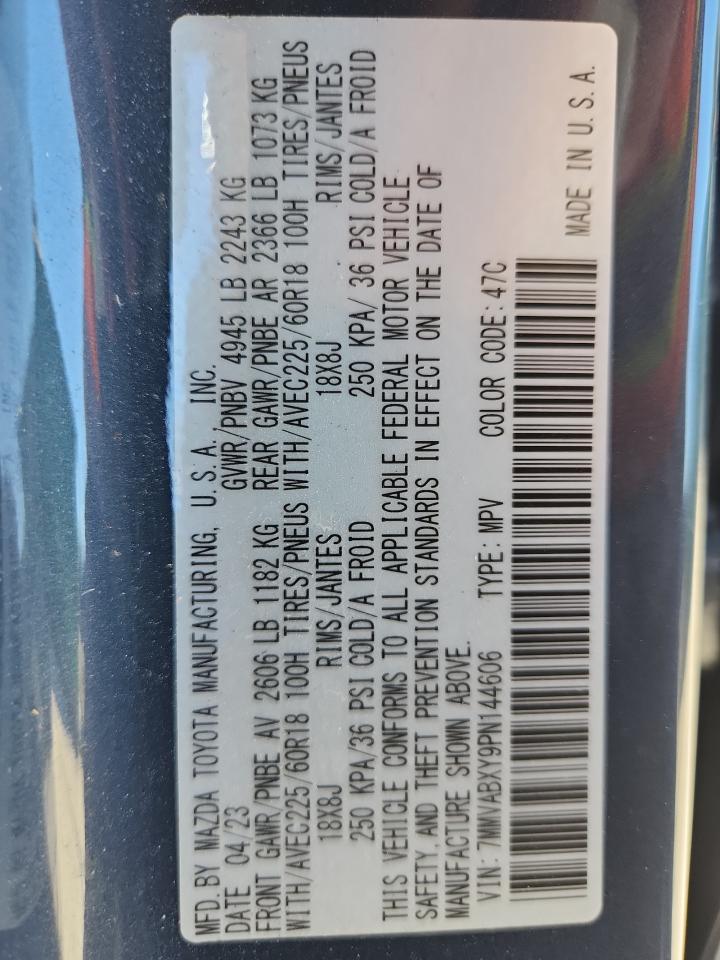 MFD. BY MAZDA TOYOTA MANUFACTURING, U.S.A. INC.
DATE 04/23 GVWR/PNBV 4945 LB 2243 KG
FRONT GAWR/PNBE AV 2606 LB 1182 KG REAR GAWR/PNBE AR 2366 LB 1073 KG
WITH/AVEC225/60R18 100H TIRES/PNEUS WITH/AVEC225/60R18 100H TIRES/PNEUS
18X8J RIMS/JANTES 18X8J RIMS/JANTES
250 KPA/36 PSI COLD/A FROID 250 KPA/ 36 PSI COLD/A FROID
THIS VEHICLE CONFORMS TO ALL APPLICABLE FEDERAL MOTOR VEHICLE
SAFETY, AND THEFT PREVENTION STANDARDS IN EFFECT ON THE DATE OF
MANUFACTURE SHOWN ABOVE.
VIN: 7MMVABXY9PN144606 TYPE: MPV COLOR CODE: 47C
MADE IN U.S.A.